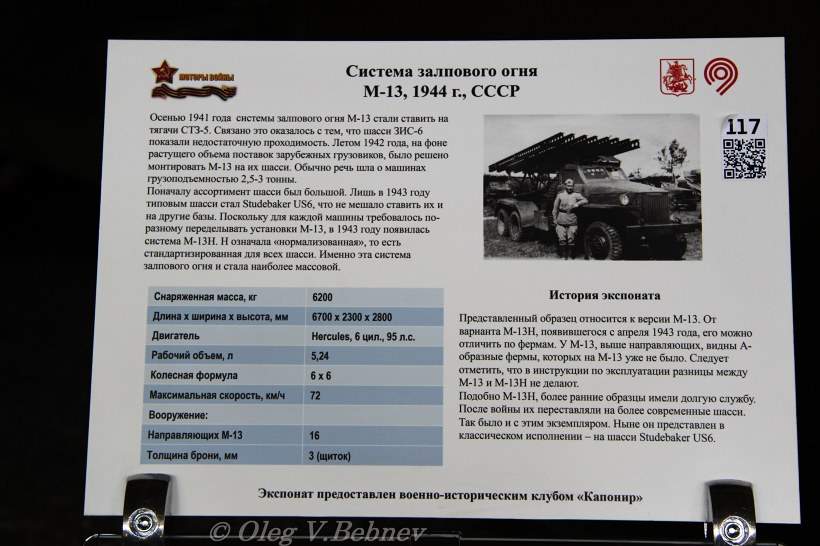 МОТОРЫ ВОЙНЫ
Система залпового огня
М-13, 1944 г., СССР
117
Осенью 1941 года системы залпового огня М-13 стали ставить на
тягачи СТЗ-5. Связано это оказалось с тем, что шасси ЗИС-6
показали недостаточную проходимость. Летом 1942 года, на фоне
растущего объема поставок зарубежных грузовиков, было решено
монтировать М-13 на их шасси. Обычно речь шла о машинах
грузоподъемностью 2,5-3 тонны.
Поначалу ассортимент шасси был большой. Лишь в 1943 году
типовым шасси стал Studebaker US6, что не мешало ставить их и
на другие базы. Поскольку для каждой машины требовалось по-
разному переделывать установки М-13, в 1943 году появилась
система М-13Н. Н означала «нормализованная», то есть
стандартизированная для всех шасси. Именно эта система
залпового огня и стала наиболее массовой.
Снаряженная масса, кг 6200
Длина х ширина х высота, мм 6700 х 2300 х 2800
Двигатель Hercules, 6 цил., 95 л.с.
Рабочий объем, л 5,24
Колесная формула 6 х 6
Максимальная скорость, км/ч 72
Вооружение:
Направляющих М-13 16
Толщина брони, мм 3 (щиток)
История экспоната
Представленный образец относится к версии М-13. От
варианта М-13Н, появившегося с апреля 1943 года, его можно
отличить по фермам. У М-13, выше направляющих, видны А-
образные фермы, которых на М-13 уже не было. Следует
отметить, что в инструкции по эксплуатации разницы между
М-13 и М-13Н не делают.
Подобно М-13Н, более ранние образцы имели долгую службу.
После войны их переставляли на более современные шасси.
Так было и с этим экземпляром. Ныне он представлен в
классическом исполнении – на шасси Studebaker US6.
Экспонат предоставлен военно-историческим клубом «Капонир»
© Oleg V.Bebnev